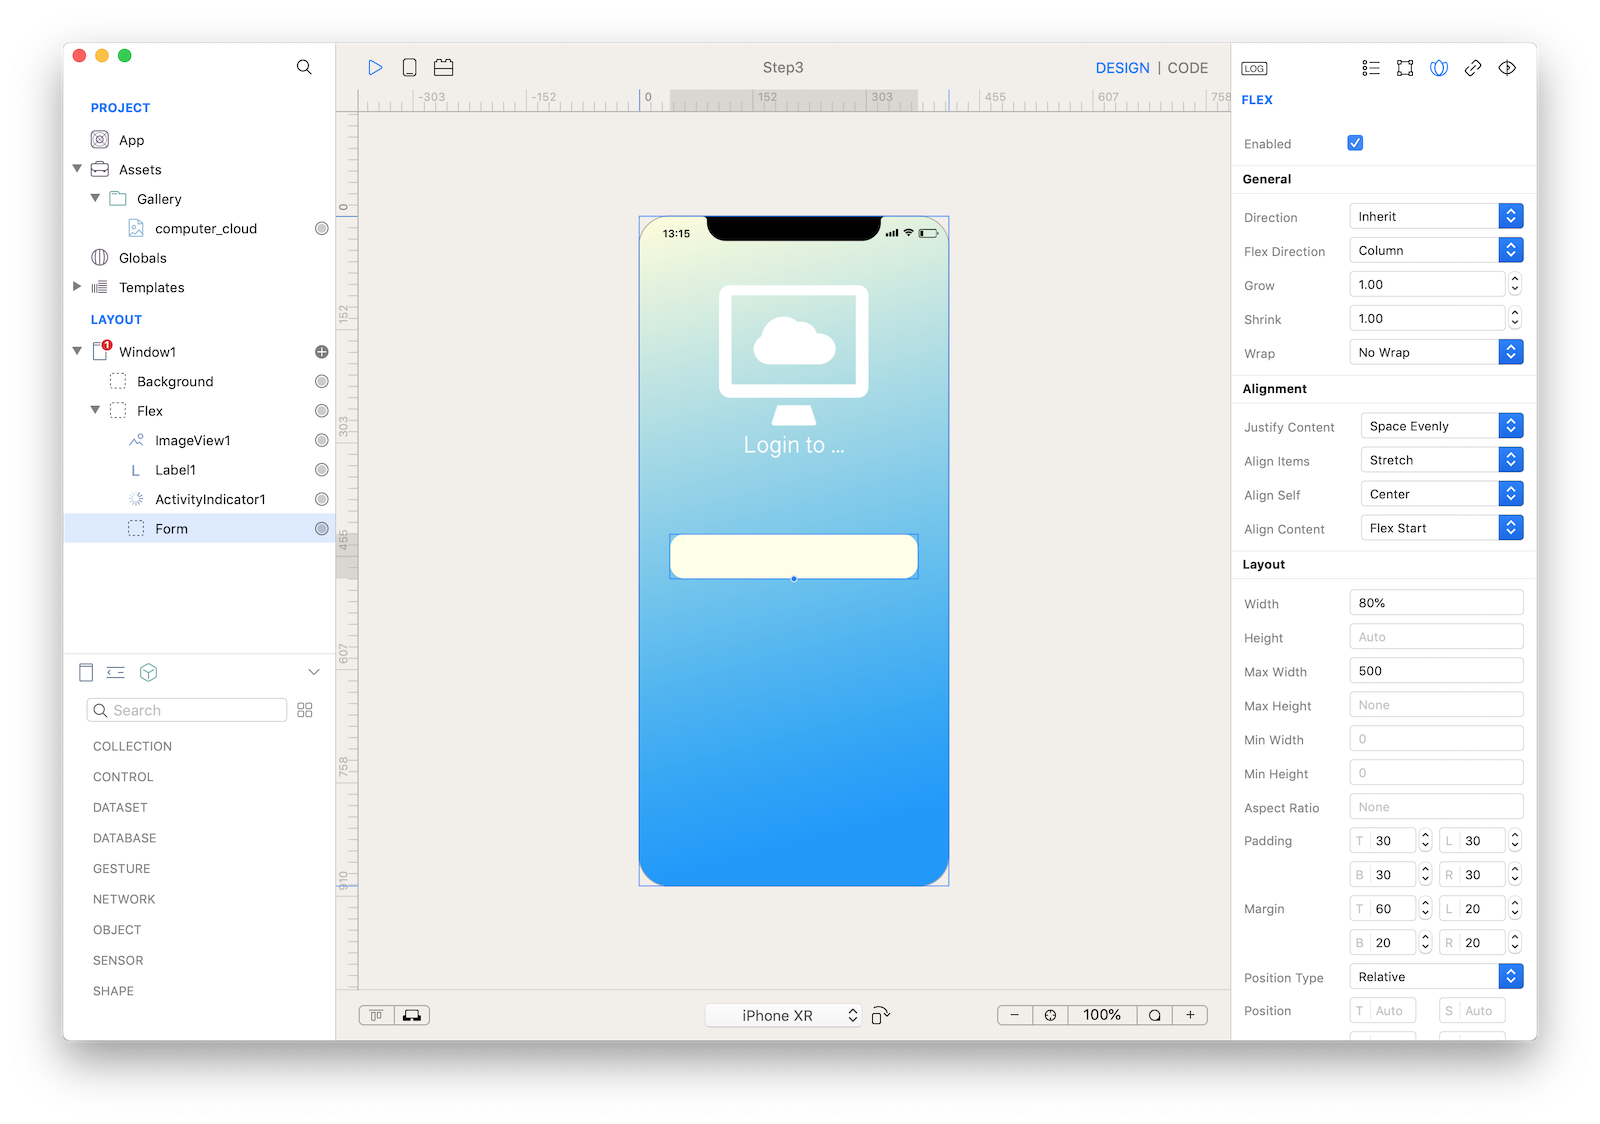 Step3
DESIGN | CODE
LOG
PROJECT
App
Assets
Gallery
computer_cloud
Globals
Templates
LAYOUT
1
Window1
Background
Flex
ImageView1
L Label1
ActivityIndicator1
Form
Search
COLLECTION
CONTROL
DATASET
DATABASE
GESTURE
NETWORK
OBJECT
SENSOR
SHAPE
-303 -152 0 152 303 455 607 758
0
152
303
455
607
758
910
13:15
Login to ...
iPhone XR
− 100% +
FLEX
Enabled
General
Direction Inherit
Flex Direction Column
Grow 1.00
Shrink 1.00
Wrap No Wrap
Alignment
Justify Content Space Evenly
Align Items Stretch
Align Self Center
Align Content Flex Start
Layout
Width 80%
Height Auto
Max Width 500
Max Height None
Min Width 0
Min Height 0
Aspect Ratio None
Padding T 30 L 30
B 30 R 30
Margin T 60 L 20
B 20 R 20
Position Type Relative
Position T Auto S Auto